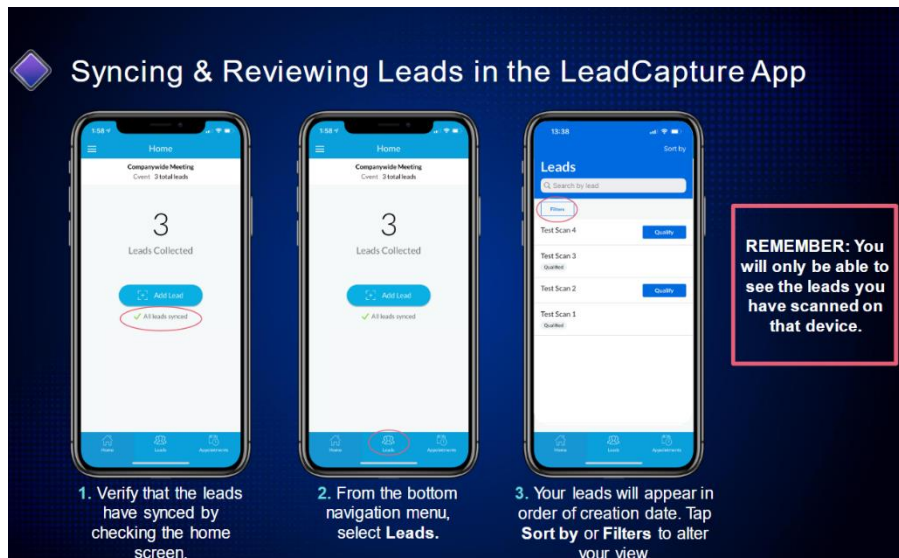 Syncing & Reviewing Leads in the LeadCapture App
1:58
Home
Companywide Meeting
Cvent 3 total leads
3
Leads Collected
Add Lead
All leads synced
Home
Leads
Appointments
1. Verify that the leads
have synced by
checking the home
screen.
1:58
Home
Companywide Meeting
Cvent 3 total leads
3
Leads Collected
Add Lead
All leads synced
Home
Leads
Appointments
2. From the bottom
navigation menu,
select Leads.
13:38
Sort by
Leads
Search by lead
Filters
Test Scan 4
Qualify
Test Scan 3
Qualified
Test Scan 2
Qualify
Test Scan 1
Qualified
Home
Leads
Appointments
3. Your leads will appear in
order of creation date. Tap
Sort by or Filters to alter
your view
REMEMBER: You
will only be able to
see the leads you
have scanned on
that device.